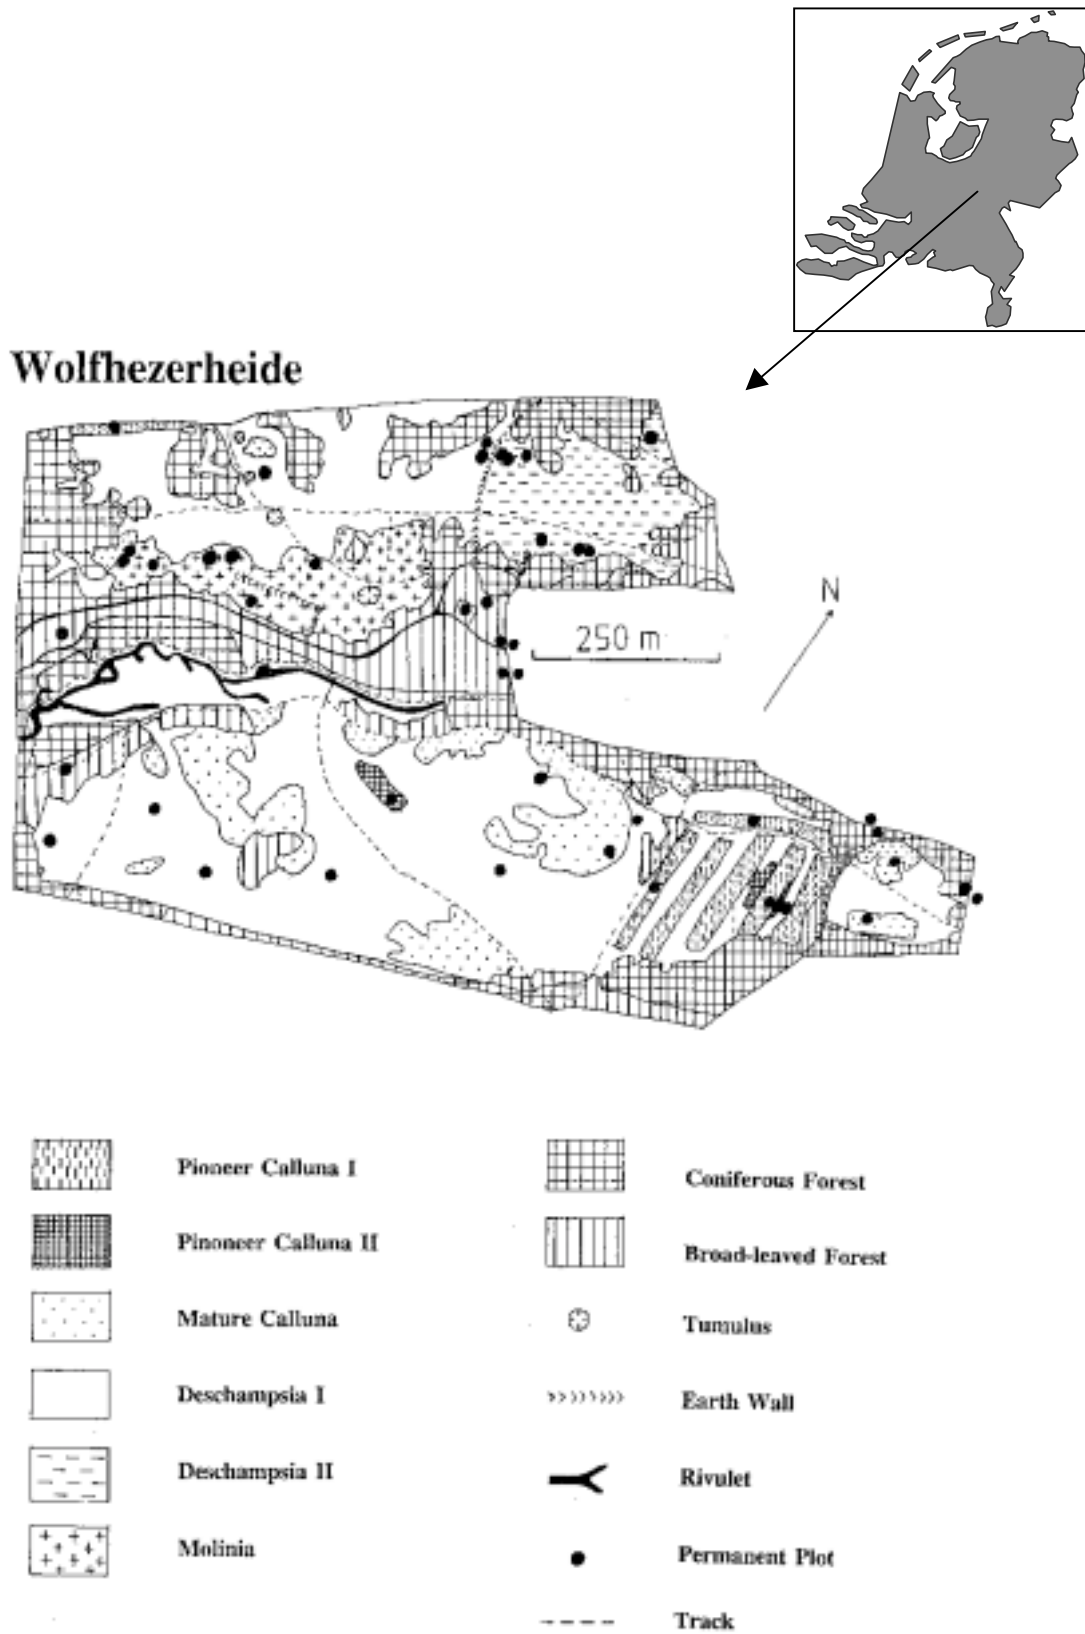 Wolfhezerheide
N
250 m
Pioneer Calluna I
Pinoneer Calluna II
Mature Calluna
Deschampsia I
Deschampsia II
Molinia
Coniferous Forest
Broad-leaved Forest
Tumulus
Earth Wall
Rivulet
Permanent Plot
Track